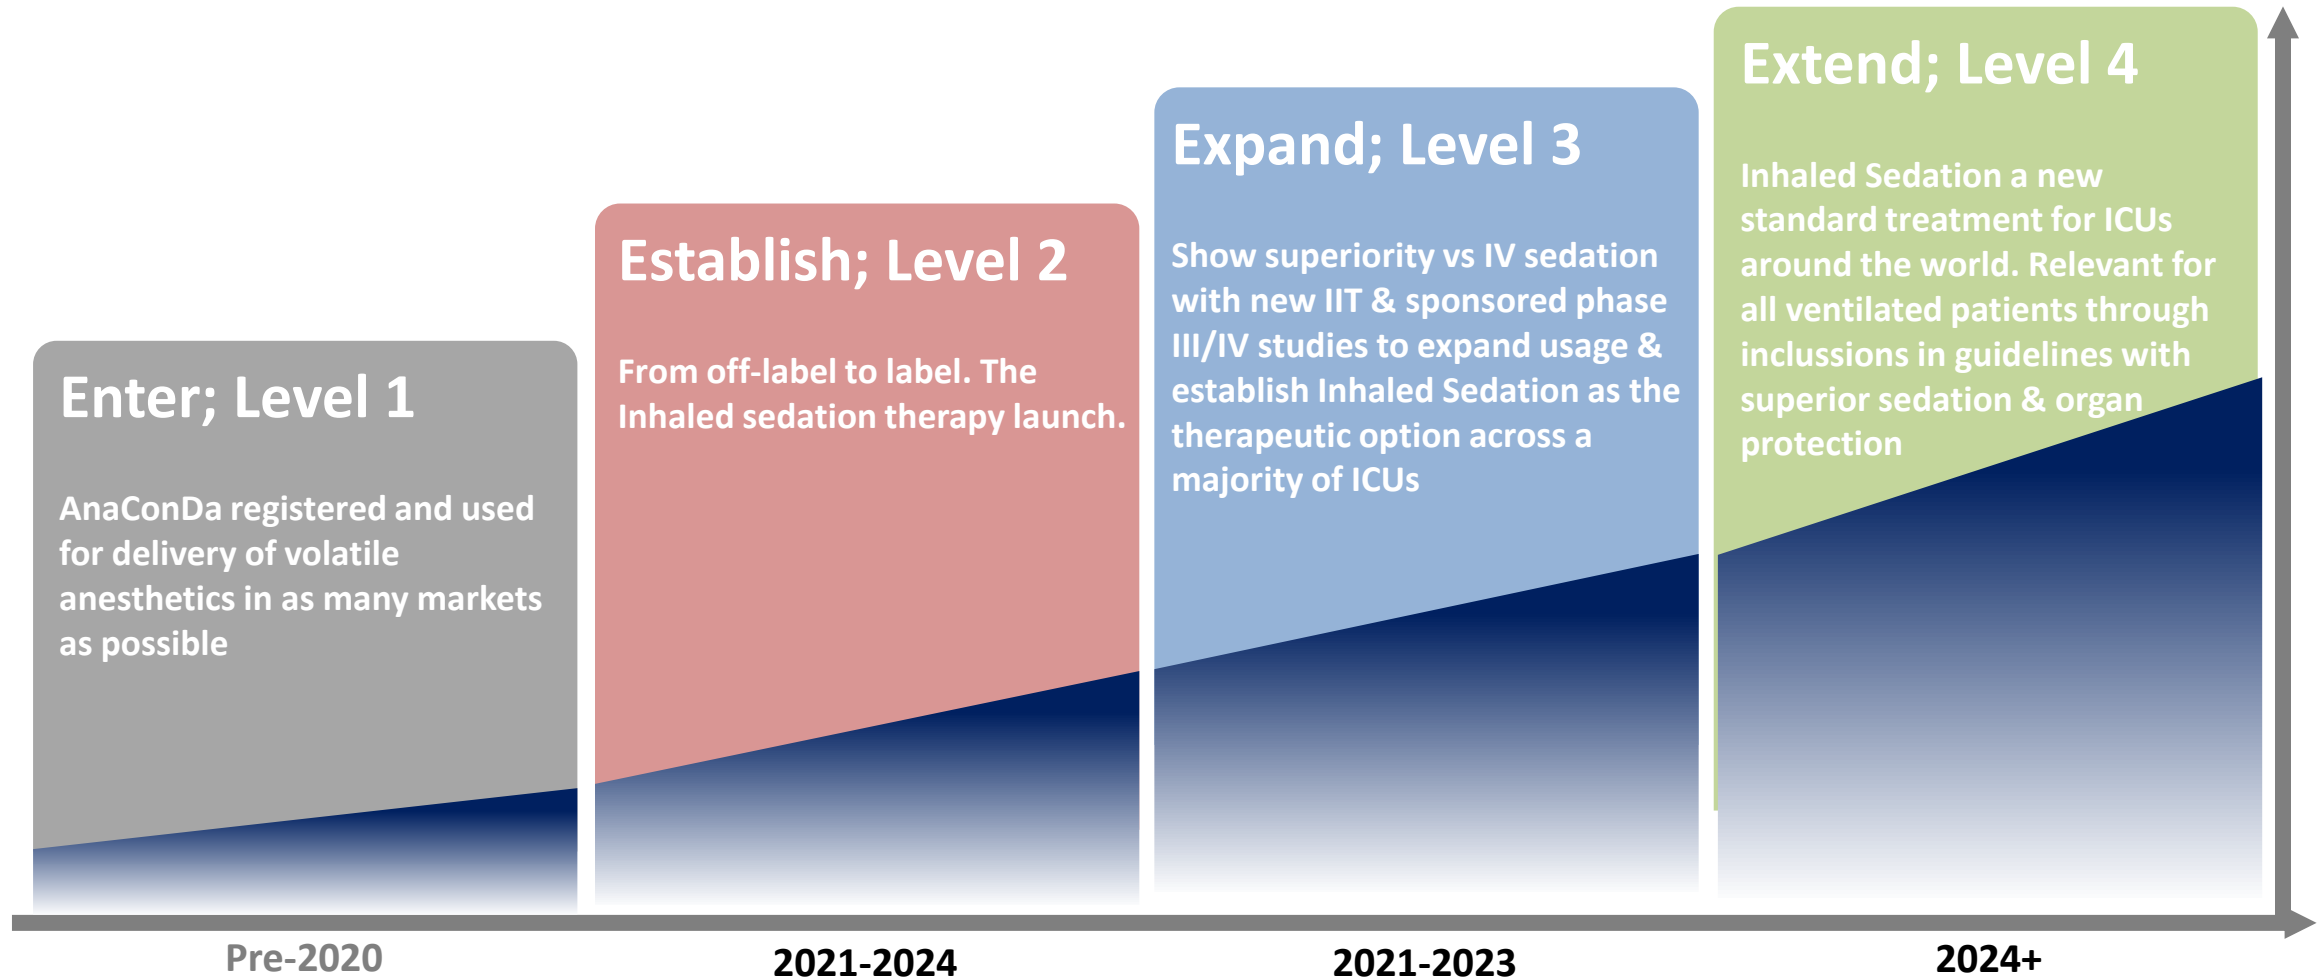 Enter; Level 1
AnaConDa registered and used
for delivery of volatile
anesthetics in as many markets
as possible
Establish; Level 2
From off-label to label. The
Inhaled sedation therapy launch.
Expand; Level 3
Show superiority vs IV sedation
with new IIT & sponsored phase
III/IV studies to expand usage &
establish Inhaled Sedation as the
therapeutic option across a
majority of ICUs
Extend; Level 4
Inhaled Sedation a new
standard treatment for ICUs
around the world. Relevant for
all ventilated patients through
inclussions in guidelines with
superior sedation & organ
protection
Pre-2020
2021-2024
2021-2023
2024+